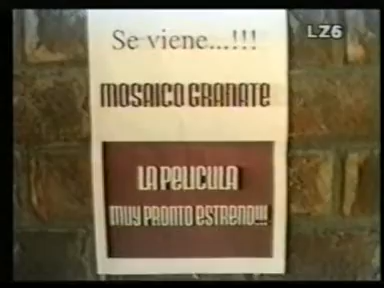 LZ6
Se viene...!!!
MOSAICO GRANATE
LA PELICULA
MUY PRONTO ESTRENO!!!